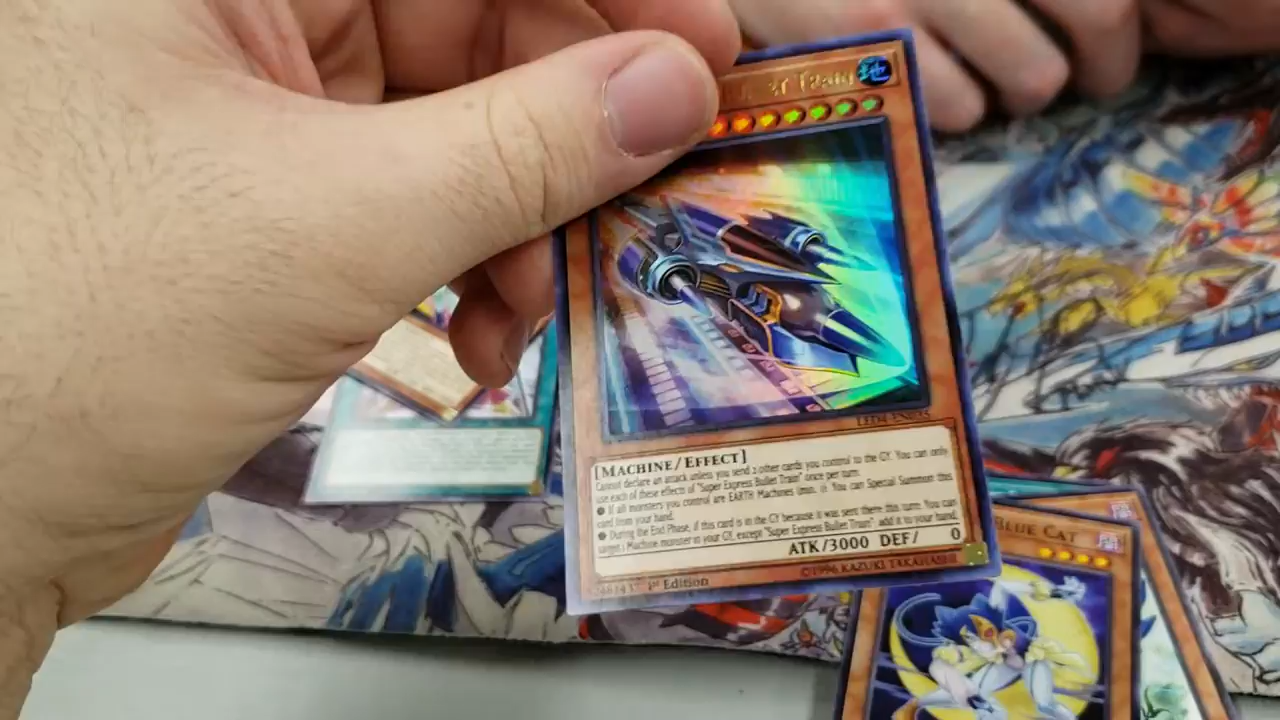 Train
地
LED4-EN035
[MACHINE/EFFECT]
Cannot declare an attack unless you send 2 other cards you control to the GY. You can only
use each of these effects of "Super Express Bullet Train" once per turn.
● If all monsters you control are EARTH Machines (min. 1): You can Special Summon this
card from your hand.
● During the End Phase, if this card is in the GY because it was sent there this turn: You can
target 1 Machine monster in your GY, except "Super Express Bullet Train"; add it to your hand.
ATK/3000 DEF/ 0
1st Edition
©1996 KAZUKI TAKAHASHI
BLUE CAT